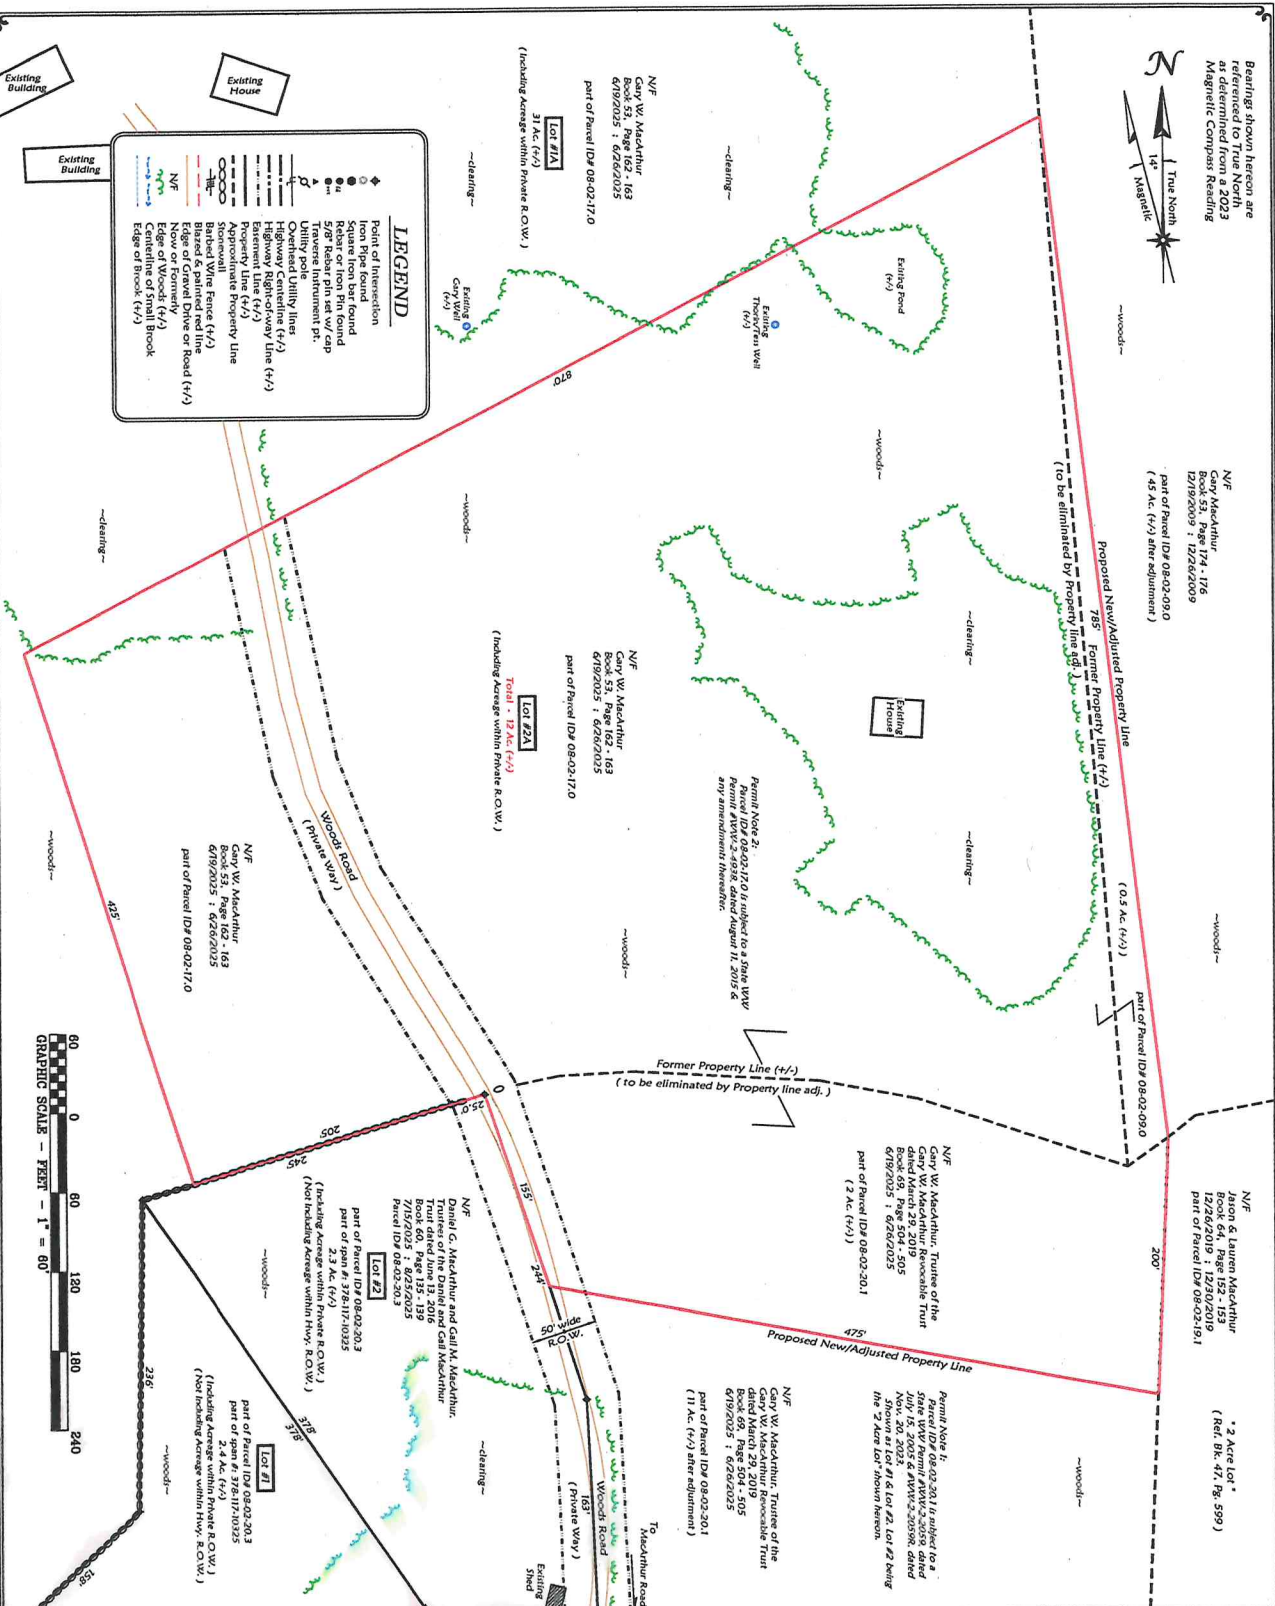 Bearings shown hereon are
referenced to True North
as determined from a 2023
Magnetic Compass Reading
N
True North
14°
Magnetic
~woods~
N/F
Gary MacArthur
Book 53, Page 174 - 176
12/19/2009 ; 12/26/2009
part of Parcel ID# 08-02-09.0
( 45 Ac. (+/-) after adjustment )
~woods~
N/F
Jason & Lauren MacArthur
Book 64, Page 152 - 153
12/26/2019 ; 12/30/2019
part of Parcel ID# 08-02-19.1
"2 Acre Lot"
( Ref. Bk. 47, Pg. 599 )
Proposed New/Adjusted Property Line
785'
Former Property Line (+/-)
( to be eliminated by Property line adj. )
( 0.5 Ac. (+/-) )
part of Parcel ID# 08-02-09.0
200'
~woods~
Existing Pond
(+/-)
Existing
Thorin/Tess Well
(+/-)
~woods~
~clearing~
Existing
House
~clearing~
Permit Note 2:
Parcel ID# 08-02-17.0 is subject to a State WW
Permit #WW-2-4939, dated August 11, 2015 &
any amendments thereafter.
N/F
Gary W. MacArthur, Trustee of the
Gary W. MacArthur Revocable Trust
dated March 29, 2019
Book 69, Page 504 - 505
6/19/2025 ; 6/26/2025
part of Parcel ID# 08-02-20.1
( 2 Ac. (+/-) )
Permit Note 1:
Parcel ID# 08-02-20.1 is subject to a
State WW Permit #WW-2-2059, dated
July 15, 2005 & #WW-2-2059R, dated
Nov. 20, 2023.
Shown as Lot #1 & Lot #2, Lot #2 being
the "2 Acre Lot" shown hereon.
Former Property Line (+/-)
( to be eliminated by Property line adj. )
475'
Proposed New/Adjusted Property Line
N/F
Gary W. MacArthur, Trustee of the
Gary W. MacArthur Revocable Trust
dated March 29, 2019
Book 69, Page 504 - 505
6/19/2025 ; 6/26/2025
part of Parcel ID# 08-02-20.1
( 11 Ac. (+/-) after adjustment )
~clearing~
N/F
Gary W. MacArthur
Book 53, Page 162 - 163
6/19/2025 ; 6/26/2025
part of Parcel ID# 08-02-17.0
Lot #1A
31 Ac. (+/-)
( Including Acreage within Private R.O.W. )
~clearing~
Existing
Gary Well
(+/-)
870'
~woods~
N/F
Gary W. MacArthur
Book 53, Page 162 - 163
6/19/2025 ; 6/26/2025
part of Parcel ID# 08-02-17.0
Lot #2A
Total - 12 Ac. (+/-)
( Including Acreage within Private R.O.W. )
~woods~
To
MacArthur Road
Woods Road
163'
( Private Way )
Existing
Shed
50' wide
R.O.W.
155'
244'
25.0'
Woods Road
( Private Way )
N/F
Daniel G. MacArthur and Gail M. MacArthur,
Trustees of the Daniel and Gail MacArthur
Trust dated June 13, 2016
Book 60, Page 135 - 139
7/15/2025 ; 8/25/2025
Parcel ID# 08-02-20.3
Lot #2
part of Parcel ID# 08-02-20.3
part of span #: 378-117-10325
2.3 Ac. (+/-)
( Including Acreage within Private R.O.W. )
(Not Including Acreage within Hwy. R.O.W. )
~clearing~
205'
245'
~woods~
378'
378'
Lot #1
part of Parcel ID# 08-02-20.3
part of span #: 378-117-10325
2.4 Ac. (+/-)
( Including Acreage within Private R.O.W. )
( Not Including Acreage within Hwy. R.O.W. )
~woods~
236'
158'
N/F
Gary W. MacArthur
Book 53, Page 162 - 163
6/19/2025 ; 6/26/2025
part of Parcel ID# 08-02-17.0
425'
~clearing~
~woods~
Existing
House
Existing
Building
Existing
Building
LEGEND
Point of Intersection
Iron Pipe found
Square Iron bar found
Rebar or Iron Pin found
5/8" Rebar pin set w/ cap
Traverse Instrument pt.
Utility pole
Overhead Utility lines
Highway Centerline (+/-)
Highway Right-of-way Line (+/-)
Easement Line (+/-)
Property Line (+/-)
Approximate Property Line
Stonewall
Barbed Wire Fence (+/-)
Blazed & painted red line
Edge of Gravel Drive or Road (+/-)
N/F Now or Formerly
Edge of Woods (+/-)
Centerline of Small Brook
Edge of Brook (+/-)
60 0 60 120 180 240
GRAPHIC SCALE - FEET - 1" = 60'